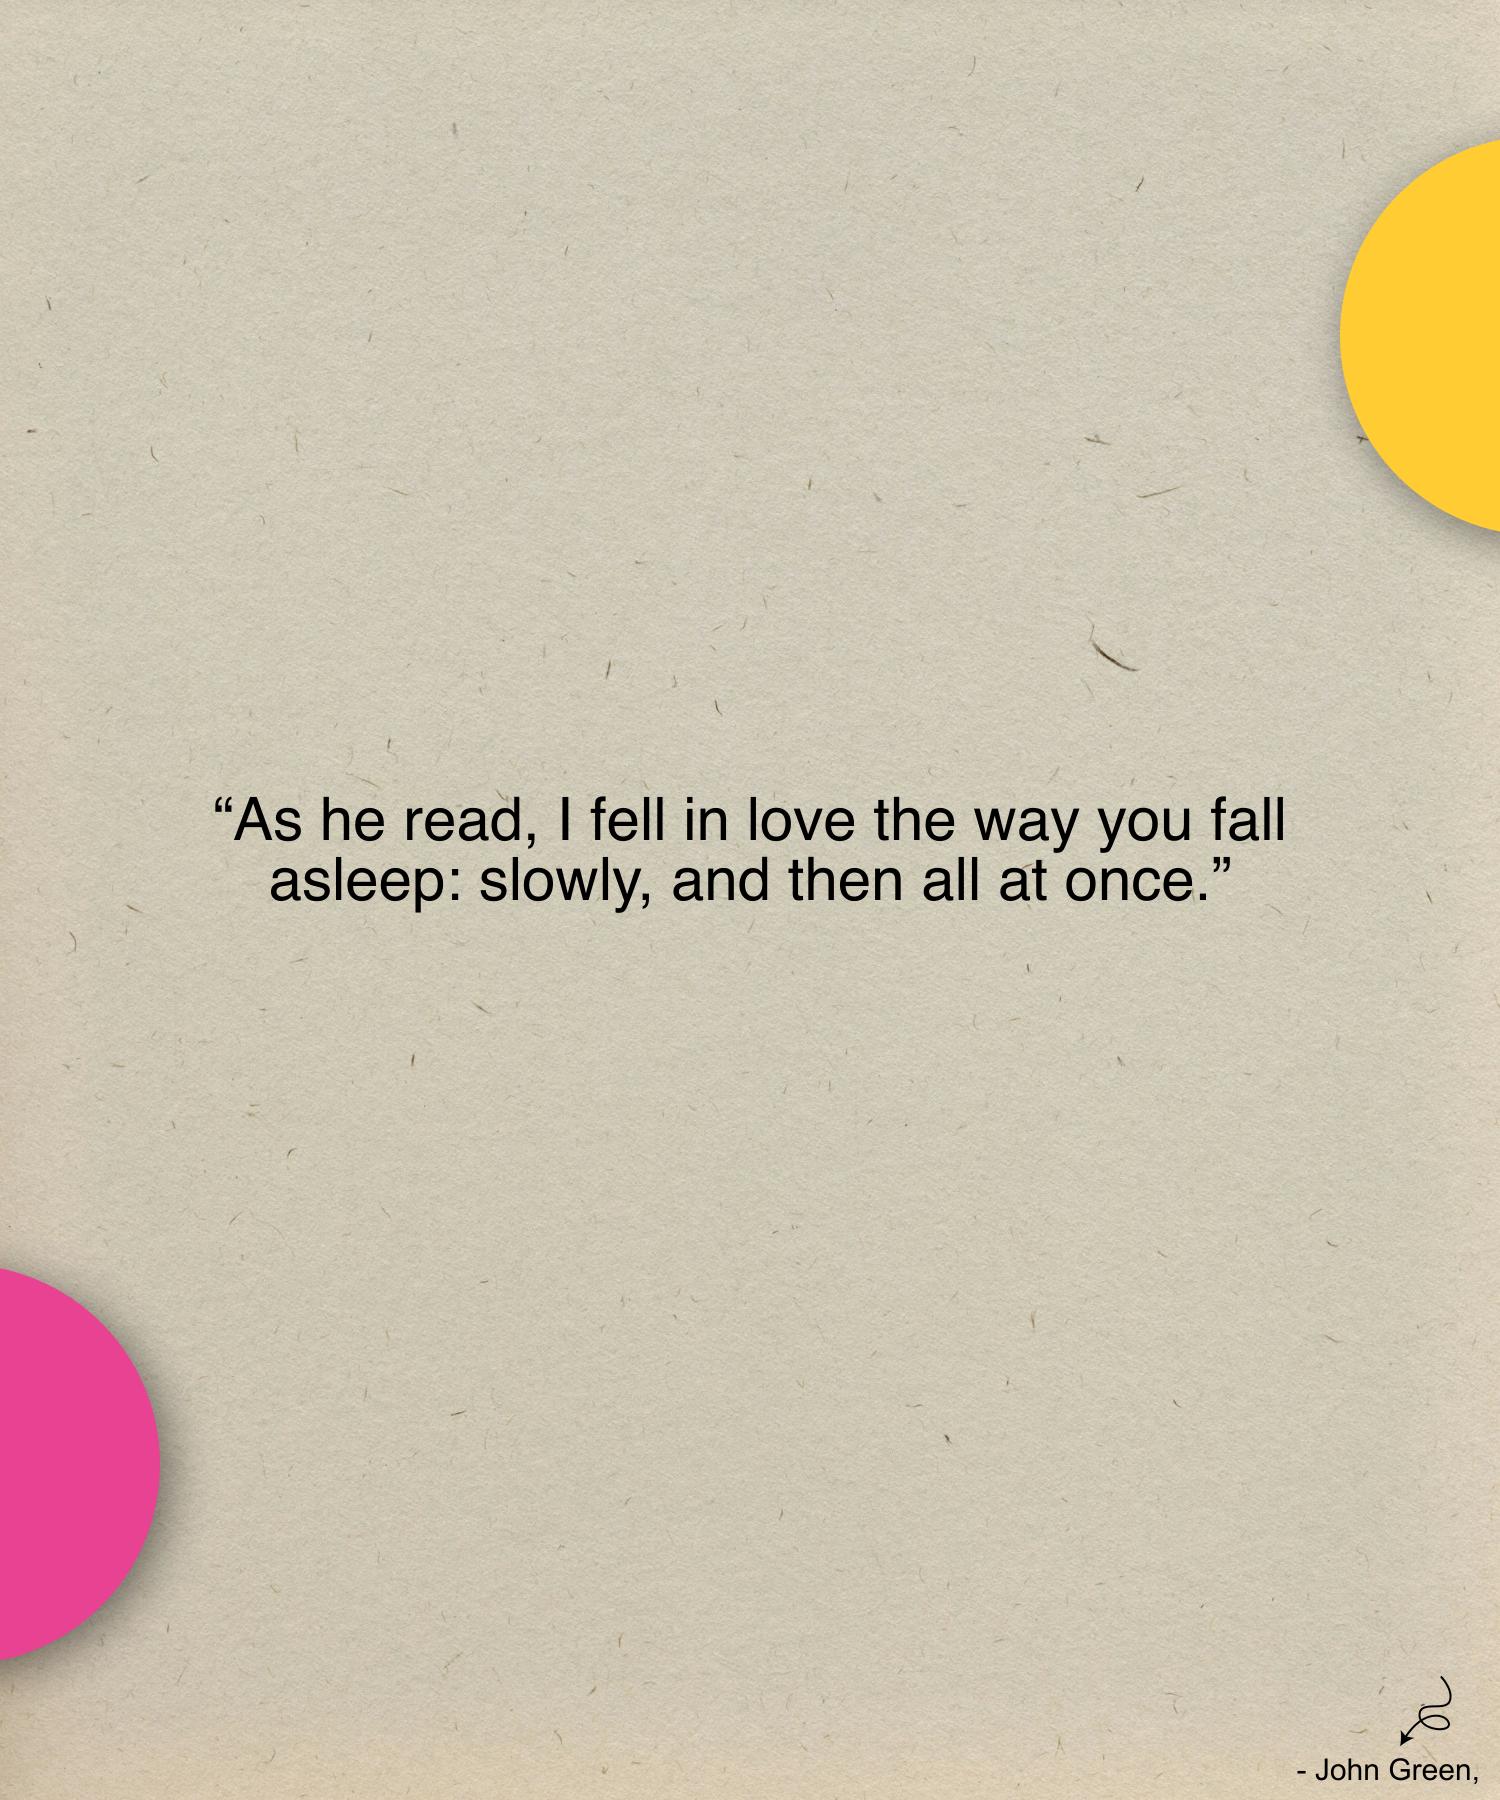 “As he read, I fell in love the way you fall
asleep: slowly, and then all at once.”
- John Green,